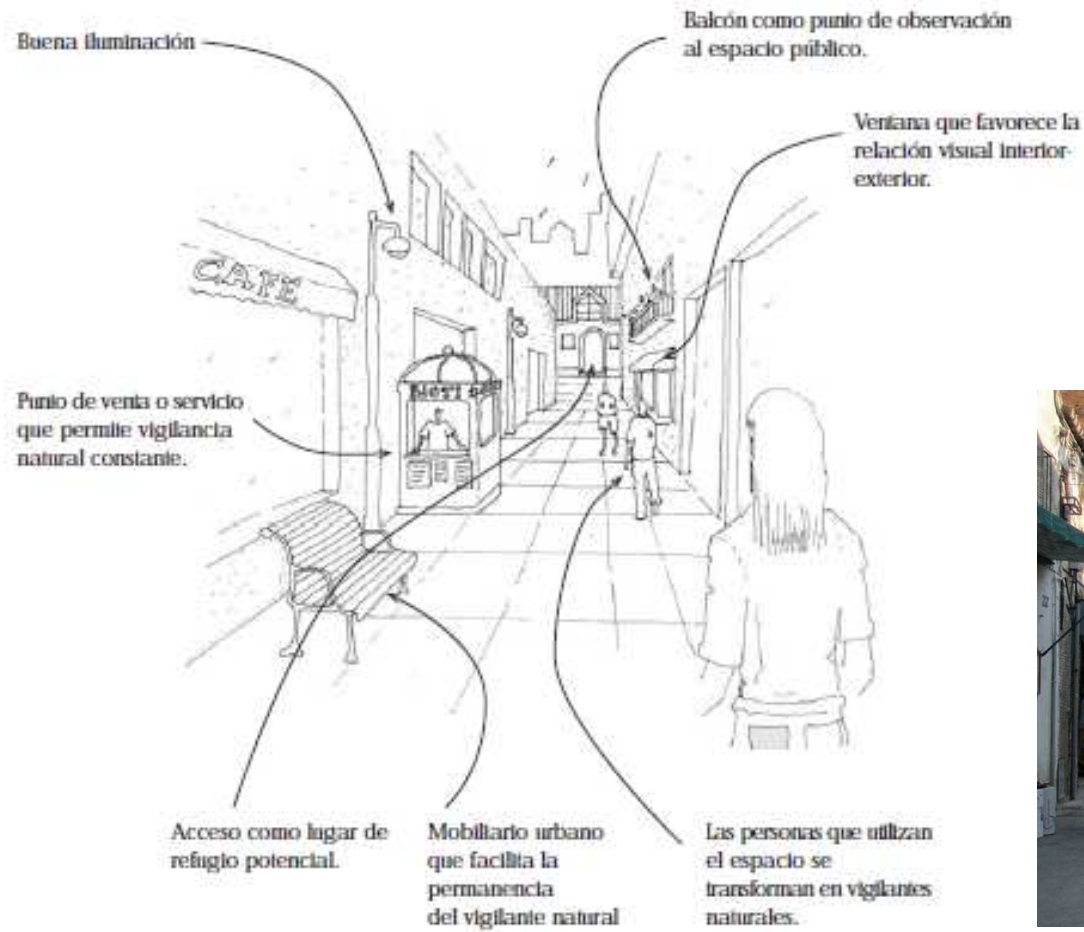 Buena iluminación
Balcón como punto de observación
al espacio público.
Ventana que favorece la
relación visual interior-
exterior.
CAFE
Punto de venta o servicio
que permite vigilancia
natural constante.
Acceso como lugar de
refugio potencial.
Mobiliario urbano
que facilita la
permanencia
del vigilante natural
Las personas que utilizan
el espacio se
transforman en vigilantes
naturales.